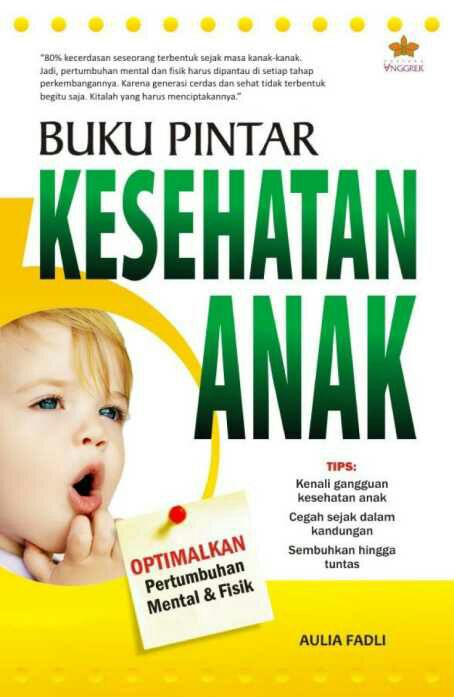 PUSTAKA
ANGGREK
"80% kecerdasan seseorang terbentuk sejak masa kanak-kanak.
Jadi, pertumbuhan mental dan fisik harus dipantau di setiap tahap
perkembangannya. Karena generasi cerdas dan sehat tidak terbentuk
begitu saja. Kitalah yang harus menciptakannya."
BUKU PINTAR
KESEHATAN
ANAK
TIPS:
Kenali gangguan
kesehatan anak
Cegah sejak dalam
kandungan
Sembuhkan hingga
tuntas
OPTIMALKAN
Pertumbuhan
Mental & Fisik
AULIA FADLI